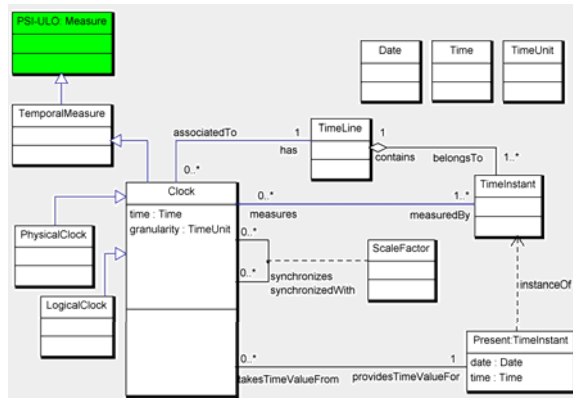 PSI-ULO: Measure
Date
Time
TimeUnit
TemporalMeasure
associatedTo
1
TimeLine
1
has
contains
belongsTo
1..*
0..*
Clock
time : Time
granularity : TimeUnit
0..*
1..*
measures
measuredBy
TimeInstant
PhysicalClock
0..*
0..*
synchronizes
synchronizedWith
ScaleFactor
LogicalClock
instanceOf
Present:TimeInstant
date : Date
time : Time
0..*
1
takesTimeValueFrom
providesTimeValueFor